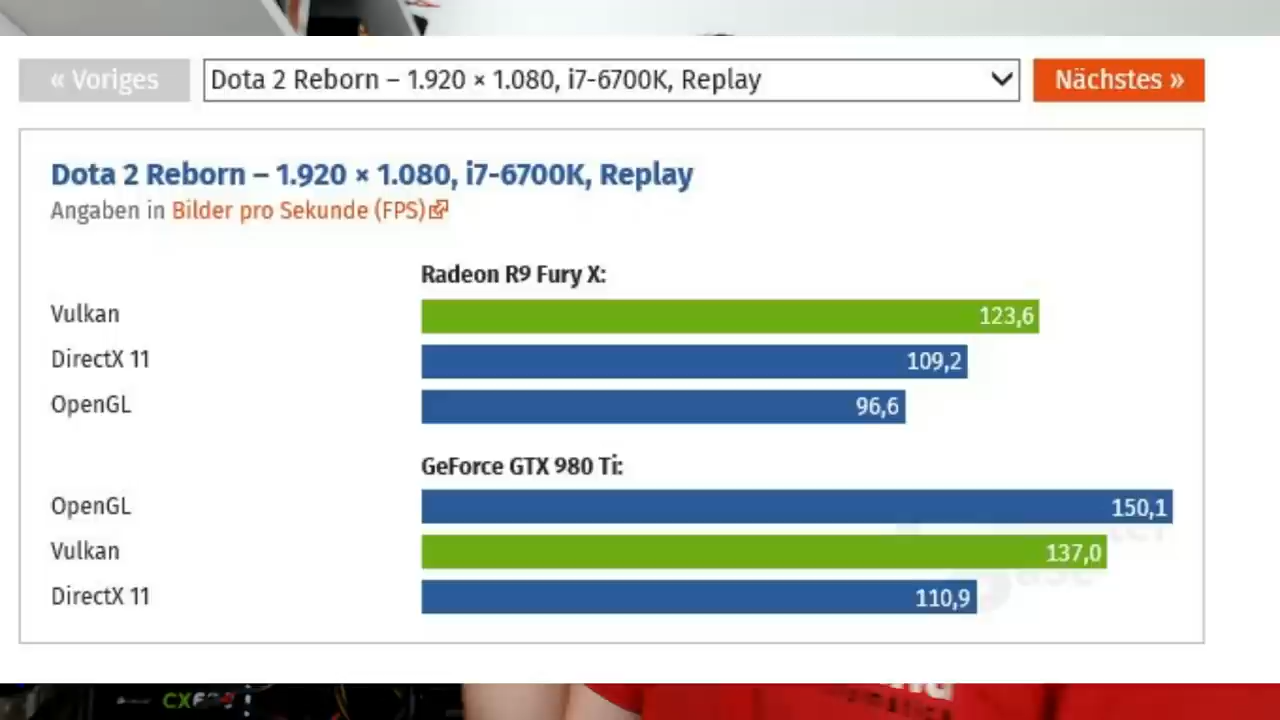 « Voriges
Dota 2 Reborn – 1.920 × 1.080, i7-6700K, Replay
Nächstes »
Dota 2 Reborn – 1.920 × 1.080, i7-6700K, Replay
Angaben in Bilder pro Sekunde (FPS)
Radeon R9 Fury X:
Vulkan 123,6
DirectX 11 109,2
OpenGL 96,6
GeForce GTX 980 Ti:
OpenGL 150,1
Vulkan 137,0
DirectX 11 110,9